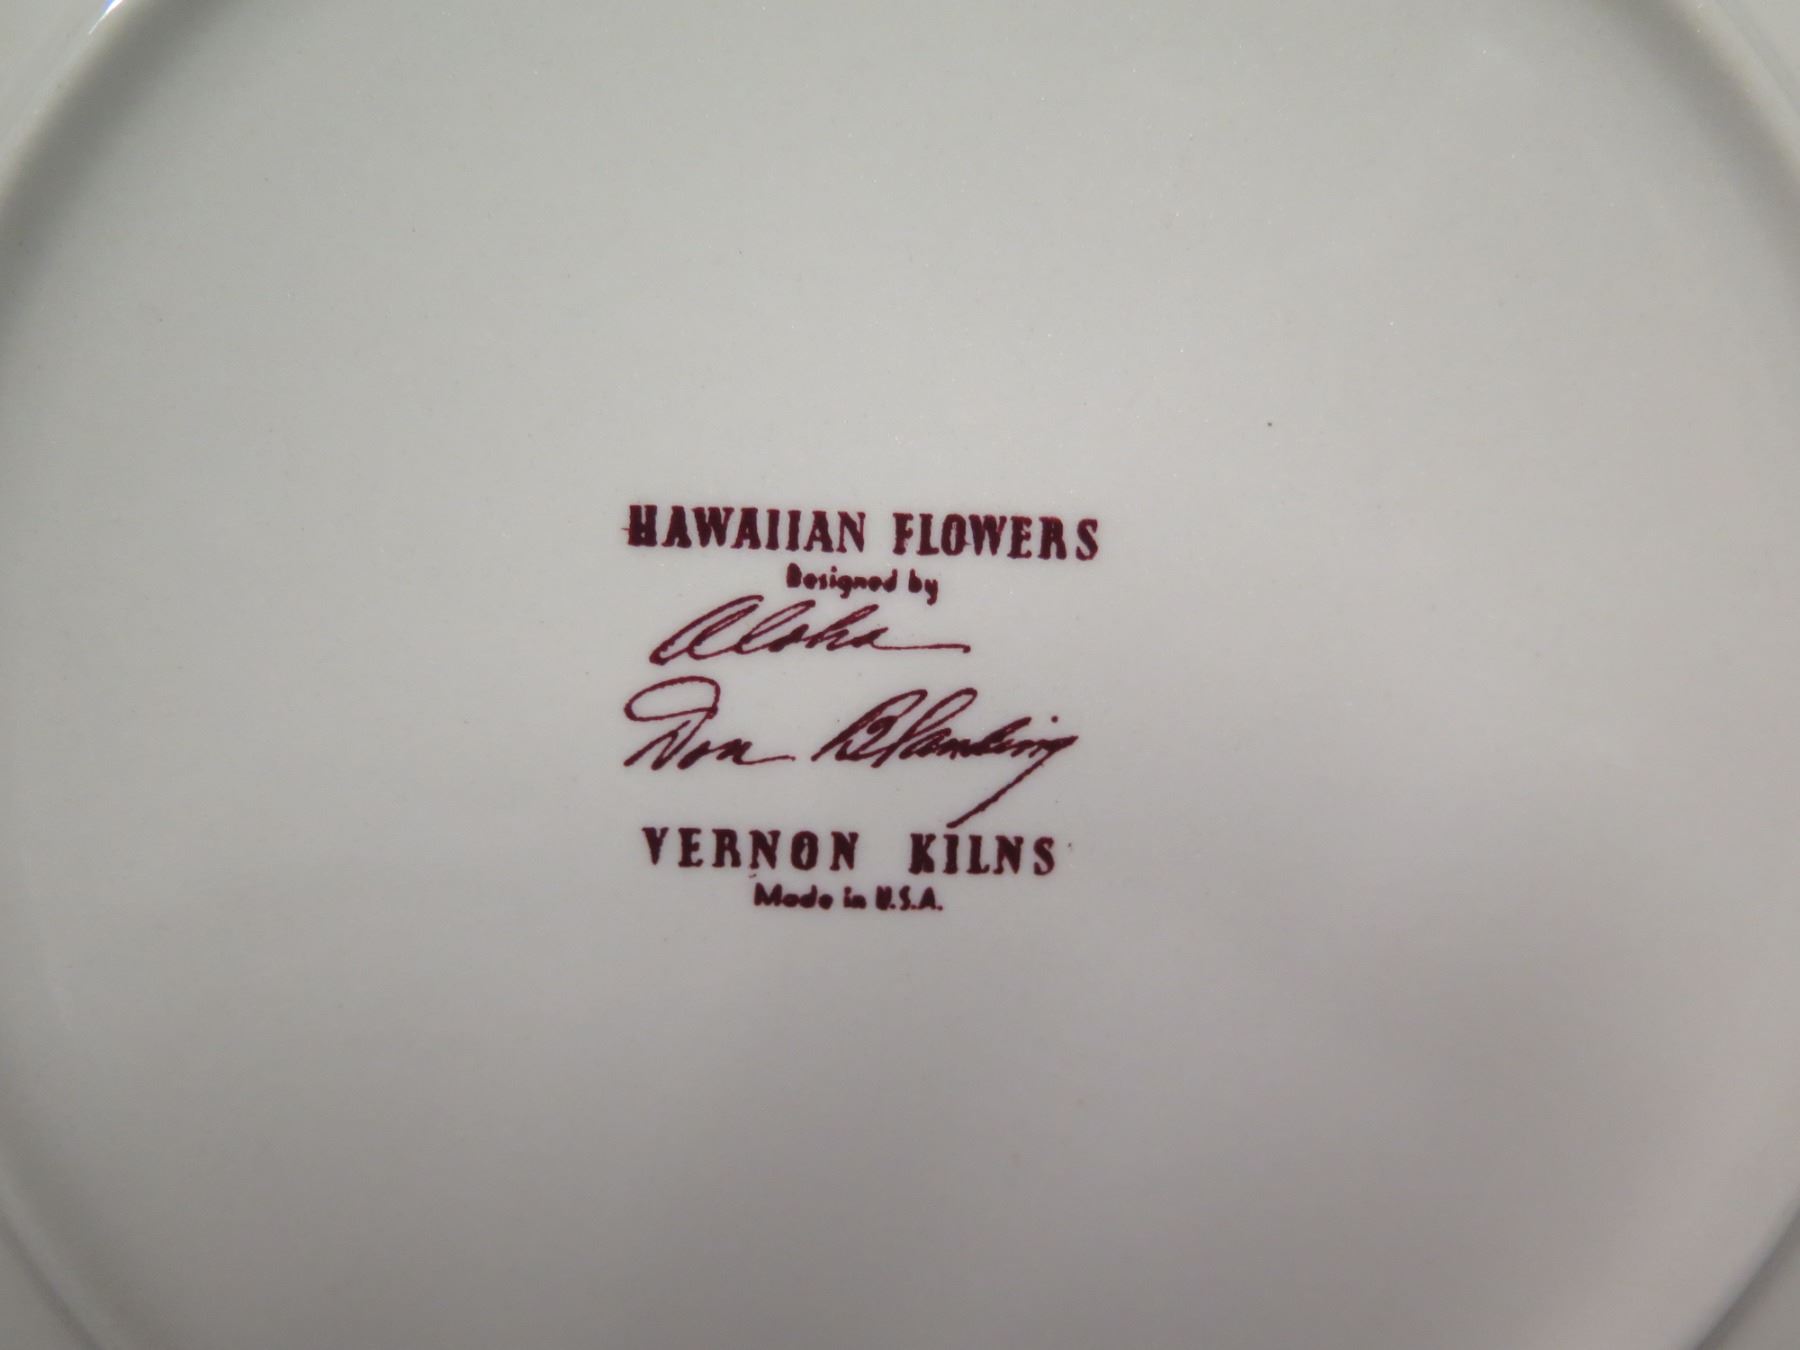 HAWAIIAN FLOWERS
Designed by
Aloha
Don Blanding
VERNON KILNS
Made in U.S.A.